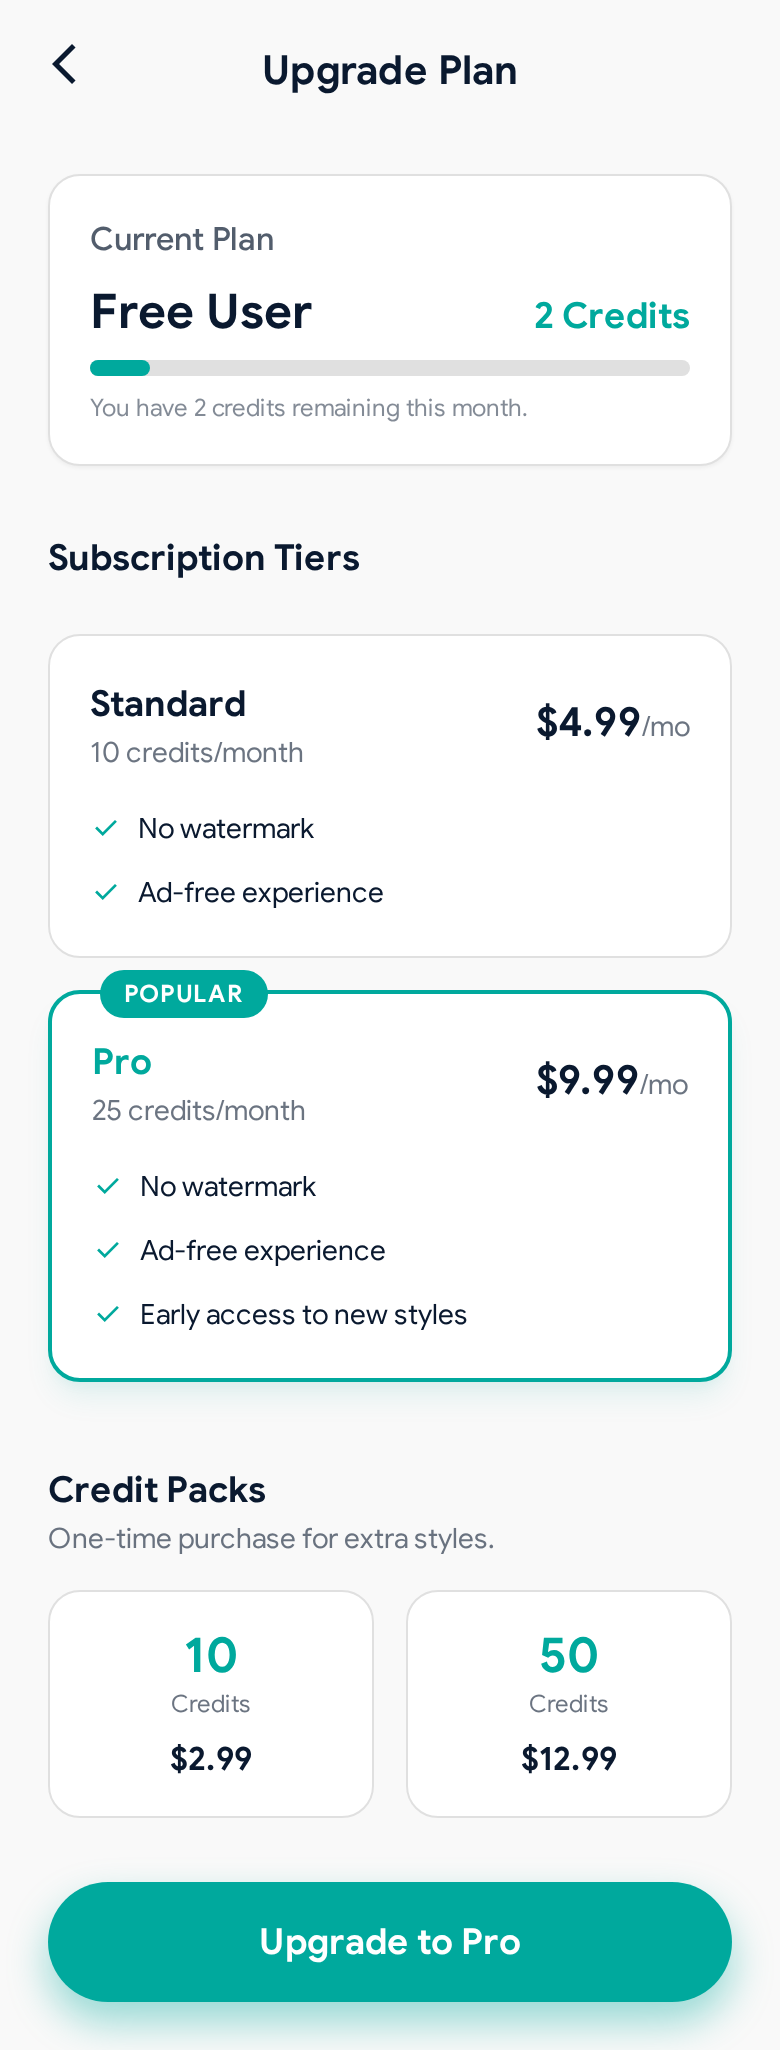 Upgrade Plan
Current Plan
Free User
2 Credits
You have 2 credits remaining this month.
Subscription Tiers
Standard
$4.99/mo
10 credits/month
No watermark
Ad-free experience
POPULAR
Pro
$9.99/mo
25 credits/month
No watermark
Ad-free experience
Early access to new styles
Credit Packs
One-time purchase for extra styles.
10
Credits
$2.99
50
Credits
$12.99
Upgrade to Pro